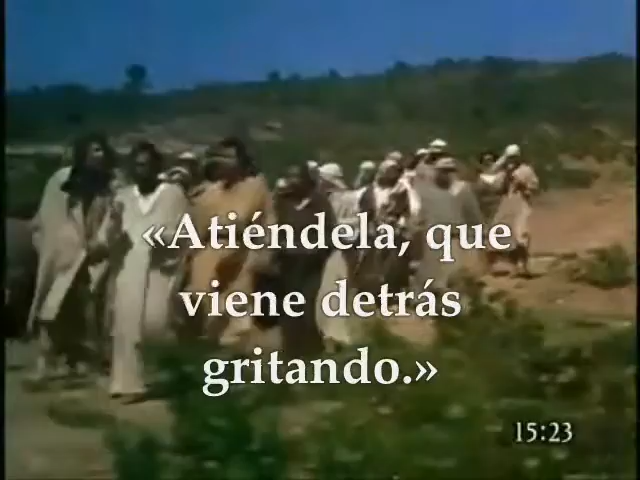 «Atiéndela, que
viene detrás
gritando.»
15:23